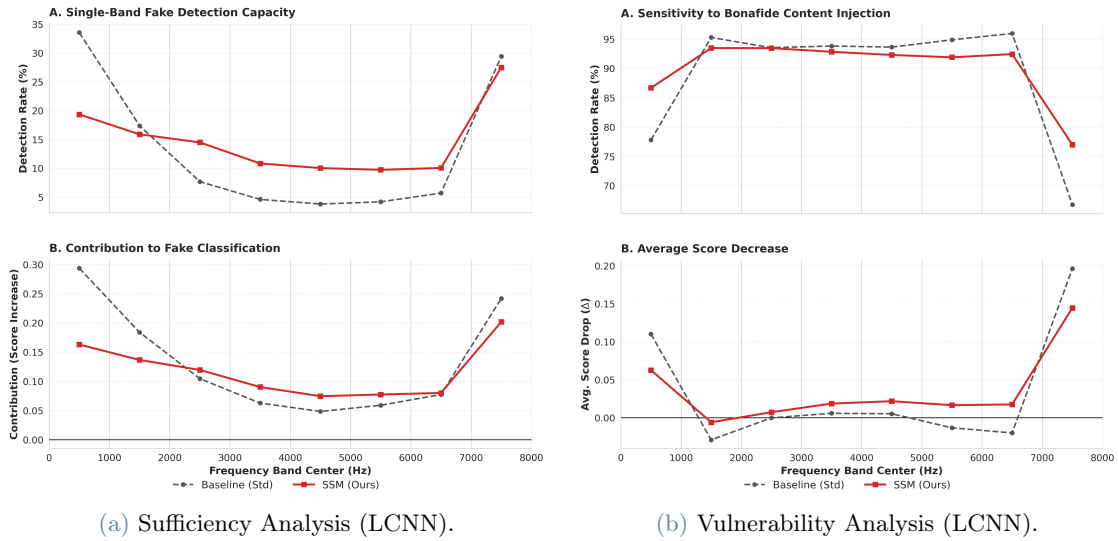 A. Single-Band Fake Detection Capacity
35
30
25
20
15
10
5
Detection Rate (%)
B. Contribution to Fake Classification
0.30
0.25
0.20
0.15
0.10
0.05
0.00
Contribution (Score Increase)
0 1000 2000 3000 4000 5000 6000 7000 8000
Frequency Band Center (Hz)
Baseline (Std) SSM (Ours)
(a) Sufficiency Analysis (LCNN).
A. Sensitivity to Bonafide Content Injection
95
90
85
80
75
70
Detection Rate (%)
B. Average Score Decrease
0.20
0.15
0.10
0.05
0.00
Avg. Score Drop (Δ)
0 1000 2000 3000 4000 5000 6000 7000 8000
Frequency Band Center (Hz)
Baseline (Std) SSM (Ours)
(b) Vulnerability Analysis (LCNN).